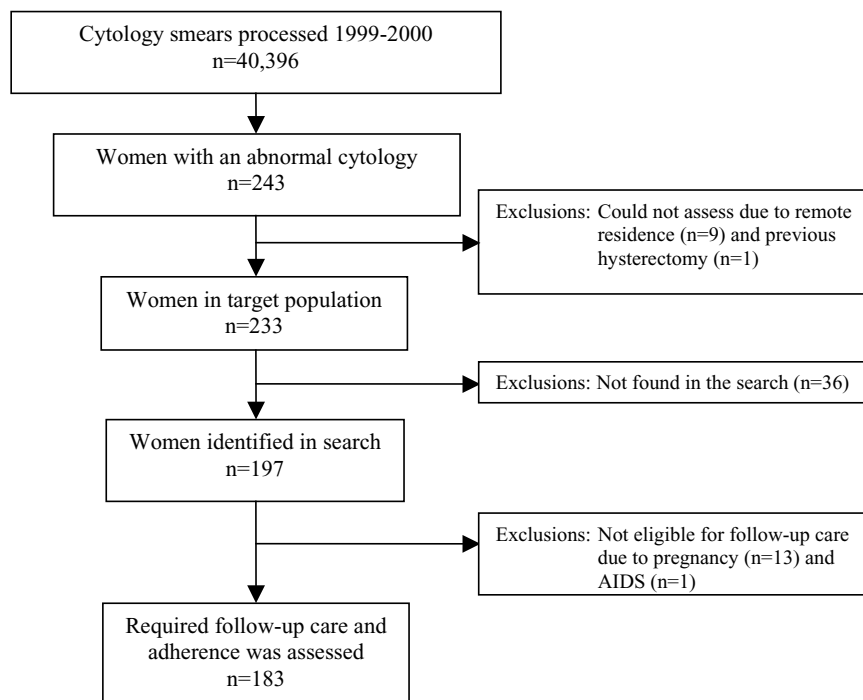 Cytology smears processed 1999-2000
n=40,396
Women with an abnormal cytology
n=243
Exclusions: Could not assess due to remote
residence (n=9) and previous
hysterectomy (n=1)
Women in target population
n=233
Exclusions: Not found in the search (n=36)
Women identified in search
n=197
Exclusions: Not eligible for follow-up care
due to pregnancy (n=13) and
AIDS (n=1)
Required follow-up care and
adherence was assessed
n=183